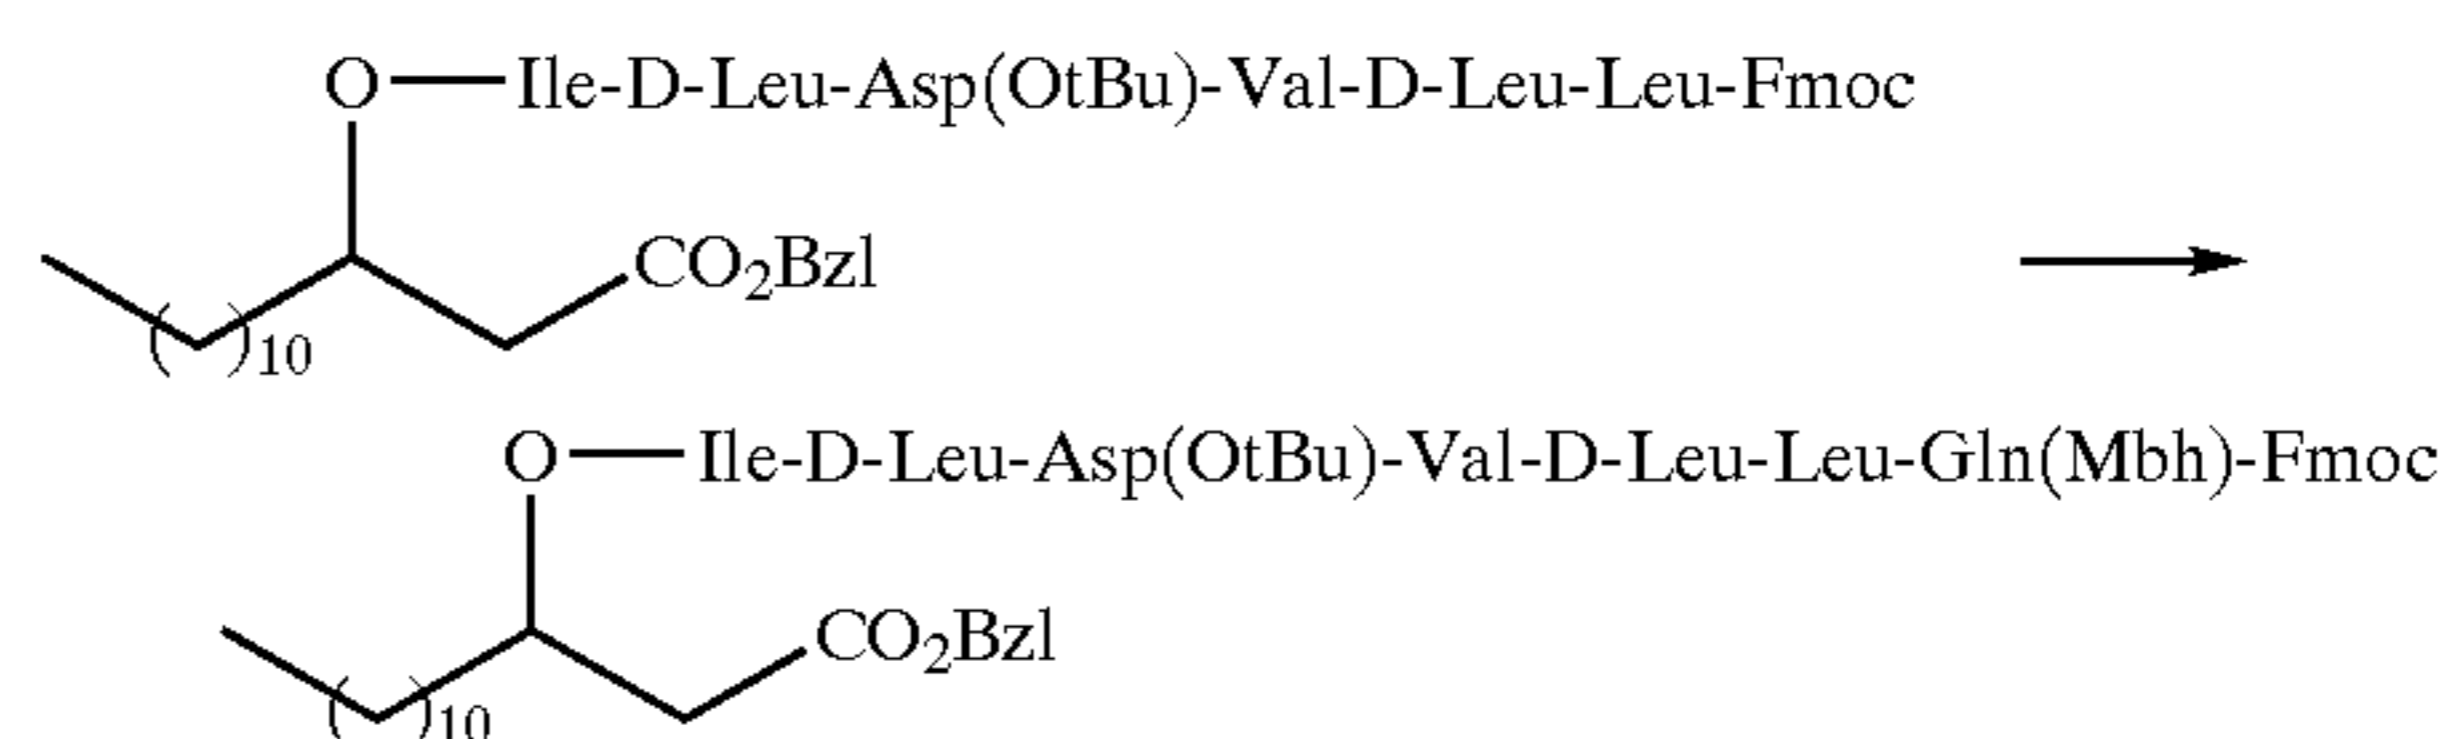 O—Ile-D-Leu-Asp(OtBu)-Val-D-Leu-Leu-Fmoc
CO₂Bzl
( )₁₀
O—Ile-D-Leu-Asp(OtBu)-Val-D-Leu-Leu-Gln(Mbh)-Fmoc
CO₂Bzl
( )₁₀